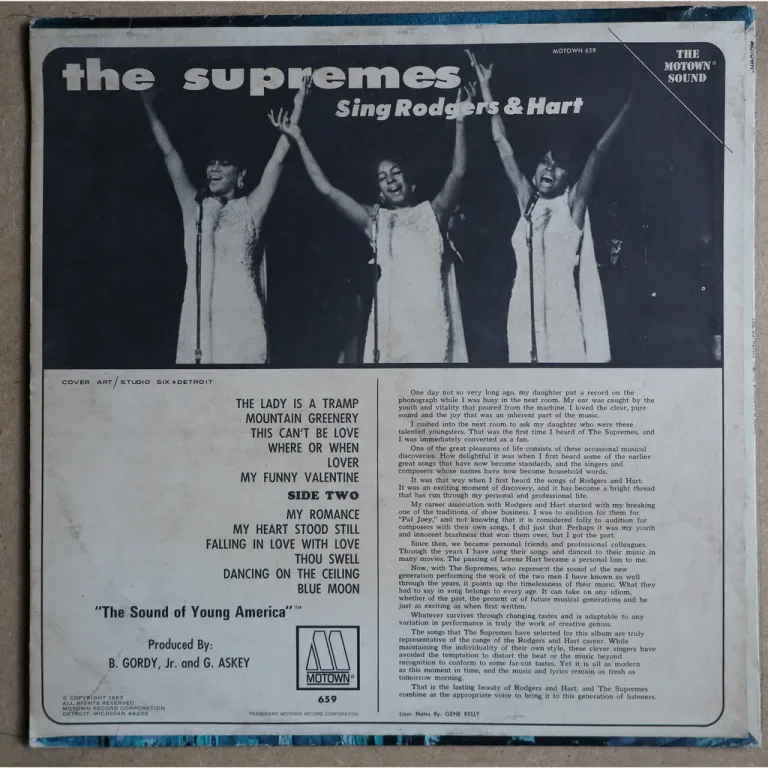 MOTOWN 659
THE
MOTOWN®
SOUND
the supremes
Sing Rodgers & Hart
COVER ART/STUDIO SIX•DETROIT
THE LADY IS A TRAMP
MOUNTAIN GREENERY
THIS CAN'T BE LOVE
WHERE OR WHEN
LOVER
MY FUNNY VALENTINE
SIDE TWO
MY ROMANCE
MY HEART STOOD STILL
FALLING IN LOVE WITH LOVE
THOU SWELL
DANCING ON THE CEILING
BLUE MOON
"The Sound of Young America"™
Produced By:
B. GORDY, Jr. and G. ASKEY
MOTOWN
659
© COPYRIGHT 1967
ALL RIGHTS RESERVED
MOTOWN RECORD CORPORATION
DETROIT, MICHIGAN 48208
TRADEMARK MOTOWN RECORD CORPORATION
One day not so very long ago, my daughter put a record on the
phonograph while I was busy in the next room. My ear was caught by the
youth and vitality that poured from the machine. I loved the clear, pure
sound and the joy that was an inherent part of the music.
I rushed into the next room to ask my daughter who were these
talented youngsters. That was the first time I heard of The Supremes, and
I was immediately converted as a fan.
One of the great pleasures of life consists of these occasional musical
discoveries. How delightful it was when I first heard some of the earlier
great songs that have now become standards, and the singers and
composers whose names have now become household words.
It was that way when I first heard the songs of Rodgers and Hart.
It was an exciting moment of discovery, and it has become a bright thread
that has run through my personal and professional life.
My career association with Rodgers and Hart started with my breaking
one of the traditions of show business. I was to audition for them for
"Pal Joey," and not knowing that it is considered folly to audition for
composers with their own songs, I did just that. Perhaps it was my youth
and innocent brashness that won them over, but I got the part.
Since then, we became personal friends and professional colleagues.
Through the years I have sung their songs and danced to their music in
many movies. The passing of Lorenz Hart became a personal loss to me.
Now, with The Supremes, who represent the sound of the new
generation performing the work of the two men I have known so well
through the years, it points up the timelessness of their music. What they
had to say in song belongs to every age. It can take on any idiom,
whether of the past, the present or of future musical generations and be
just as exciting as when first written.
Whatever survives through changing tastes and is adaptable to any
variation in performance is truly the work of creative genius.
The songs that The Supremes have selected for this album are truly
representative of the range of the Rodgers and Hart career. While
maintaining the individuality of their own style, these clever singers have
avoided the temptation to distort the beat or the music beyond
recognition to conform to some far-out tastes. Yet it is all as modern
as this moment in time, and the music and lyrics remain as fresh as
tomorrow morning.
That is the lasting beauty of Rodgers and Hart, and The Supremes
combine as the appropriate voice to bring it to this generation of listeners.
Liner Notes By: GENE KELLY